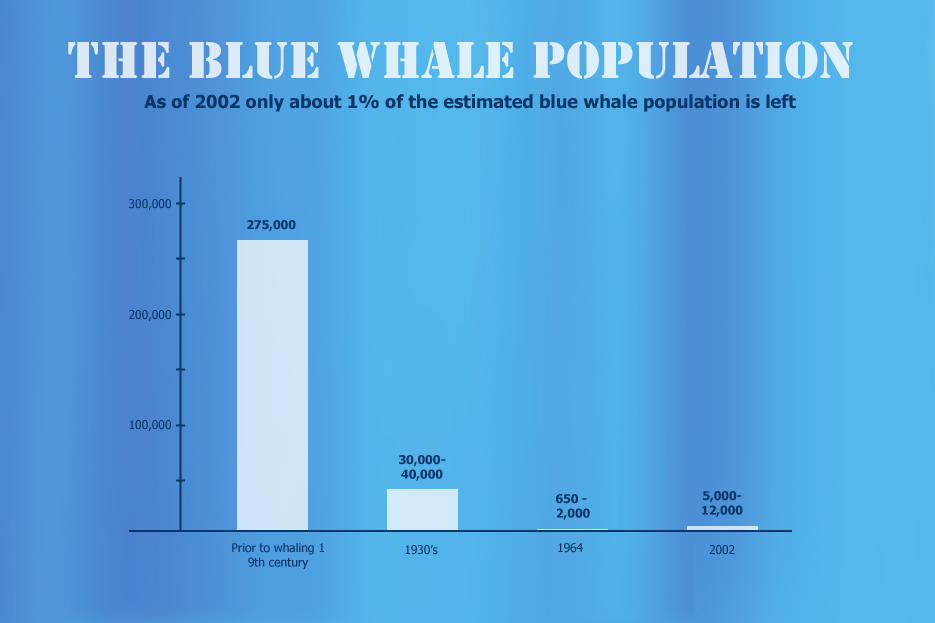 THE BLUE WHALE POPULATION
As of 2002 only about 1% of the estimated blue whale population is left
300,000
200,000
100,000
275,000
30,000-
40,000
650 -
2,000
5,000-
12,000
Prior to whaling 1
9th century
1930's
1964
2002